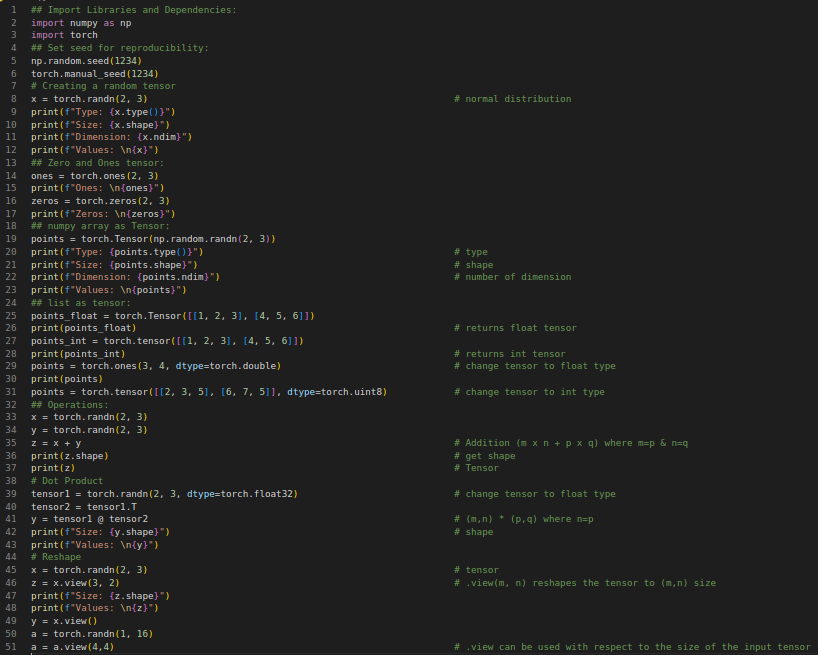 1 ## Import Libraries and Dependencies:
2 import numpy as np
3 import torch
4 ## Set seed for reproducibility:
5 np.random.seed(1234)
6 torch.manual_seed(1234)
7 # Creating a random tensor
8 x = torch.randn(2, 3) # normal distribution
9 print(f"Type: {x.type()}")
10 print(f"Size: {x.shape}")
11 print(f"Dimension: {x.ndim}")
12 print(f"Values: \n{x}")
13 ## Zero and Ones tensor:
14 ones = torch.ones(2, 3)
15 print(f"Ones: \n{ones}")
16 zeros = torch.zeros(2, 3)
17 print(f"Zeros: \n{zeros}")
18 ## numpy array as Tensor:
19 points = torch.Tensor(np.random.randn(2, 3))
20 print(f"Type: {points.type()}") # type
21 print(f"Size: {points.shape}") # shape
22 print(f"Dimension: {points.ndim}") # number of dimension
23 print(f"Values: \n{points}")
24 ## list as tensor:
25 points_float = torch.Tensor([[1, 2, 3], [4, 5, 6]])
26 print(points_float) # returns float tensor
27 points_int = torch.tensor([[1, 2, 3], [4, 5, 6]])
28 print(points_int) # returns int tensor
29 points = torch.ones(3, 4, dtype=torch.double) # change tensor to float type
30 print(points)
31 points = torch.tensor([[2, 3, 5], [6, 7, 5]], dtype=torch.uint8) # change tensor to int type
32 ## Operations:
33 x = torch.randn(2, 3)
34 y = torch.randn(2, 3)
35 z = x + y # Addition (m x n + p x q) where m=p & n=q
36 print(z.shape) # get shape
37 print(z) # Tensor
38 # Dot Product
39 tensor1 = torch.randn(2, 3, dtype=torch.float32) # change tensor to float type
40 tensor2 = tensor1.T
41 y = tensor1 @ tensor2 # (m,n) * (p,q) where n=p
42 print(f"Size: {y.shape}") # shape
43 print(f"Values: \n{y}")
44 # Reshape
45 x = torch.randn(2, 3) # tensor
46 z = x.view(3, 2) # .view(m, n) reshapes the tensor to (m,n) size
47 print(f"Size: {z.shape}")
48 print(f"Values: \n{z}")
49 y = x.view()
50 a = torch.randn(1, 16)
51 a = a.view(4,4) # .view can be used with respect to the size of the input tensor